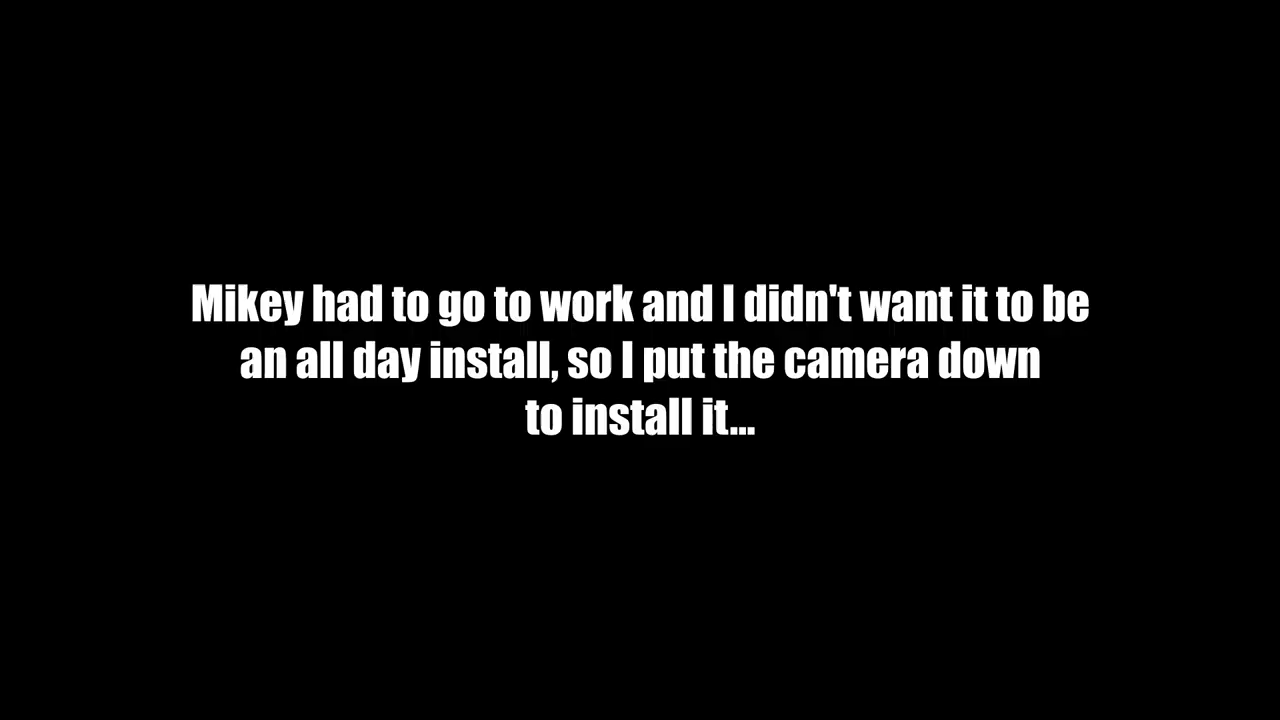 Mikey had to go to work and I didn't want it to be
an all day install, so I put the camera down
to install it...